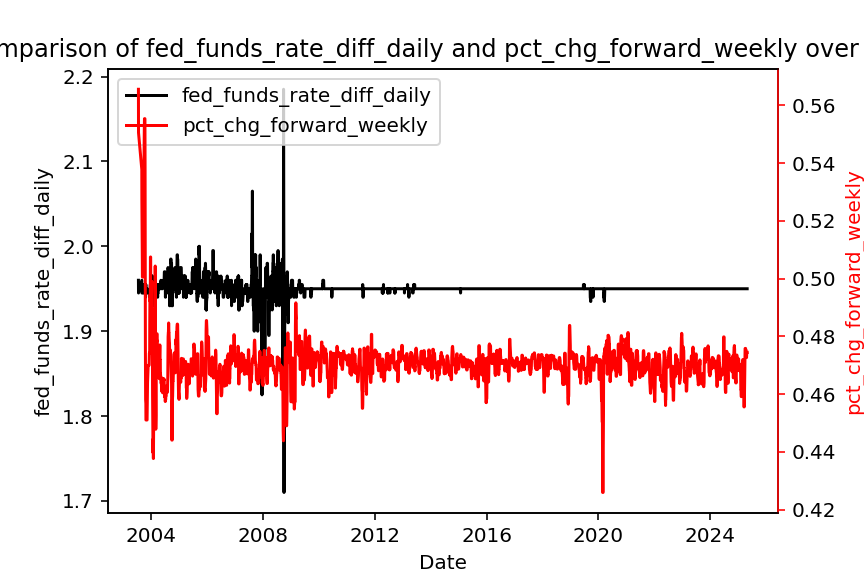 mparison of fed_funds_rate_diff_daily and pct_chg_forward_weekly over
fed_funds_rate_diff_daily
pct_chg_forward_weekly
fed_funds_rate_diff_daily
2.2
2.1
2.0
1.9
1.8
1.7
0.56
0.54
0.52
0.50
0.48
0.46
0.44
0.42
pct_chg_forward_weekly
2004 2008 2012 2016 2020 2024
Date